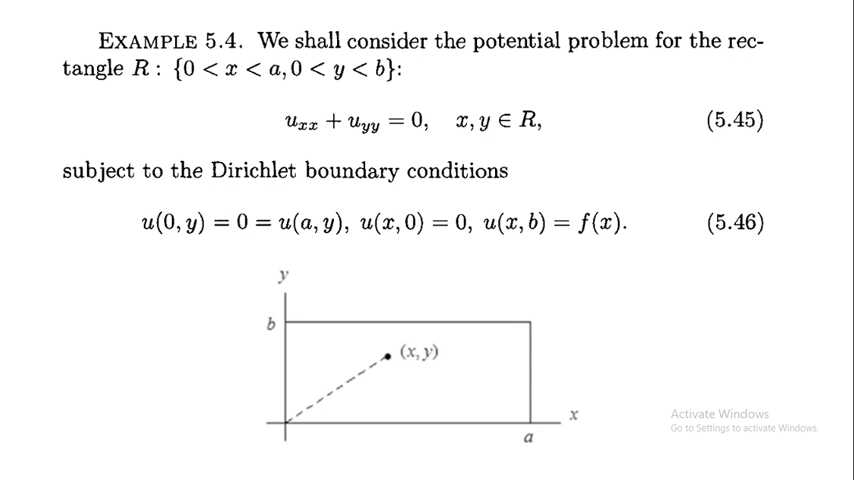 EXAMPLE 5.4. We shall consider the potential problem for the rec-
tangle R : {0 < x < a, 0 < y < b}:
uₓₓ + u_yy = 0, x, y ∈ R, (5.45)
subject to the Dirichlet boundary conditions
u(0, y) = 0 = u(a, y), u(x, 0) = 0, u(x, b) = f(x). (5.46)
y
b
(x, y)
x
a
Activate Windows
Go to Settings to activate Windows.